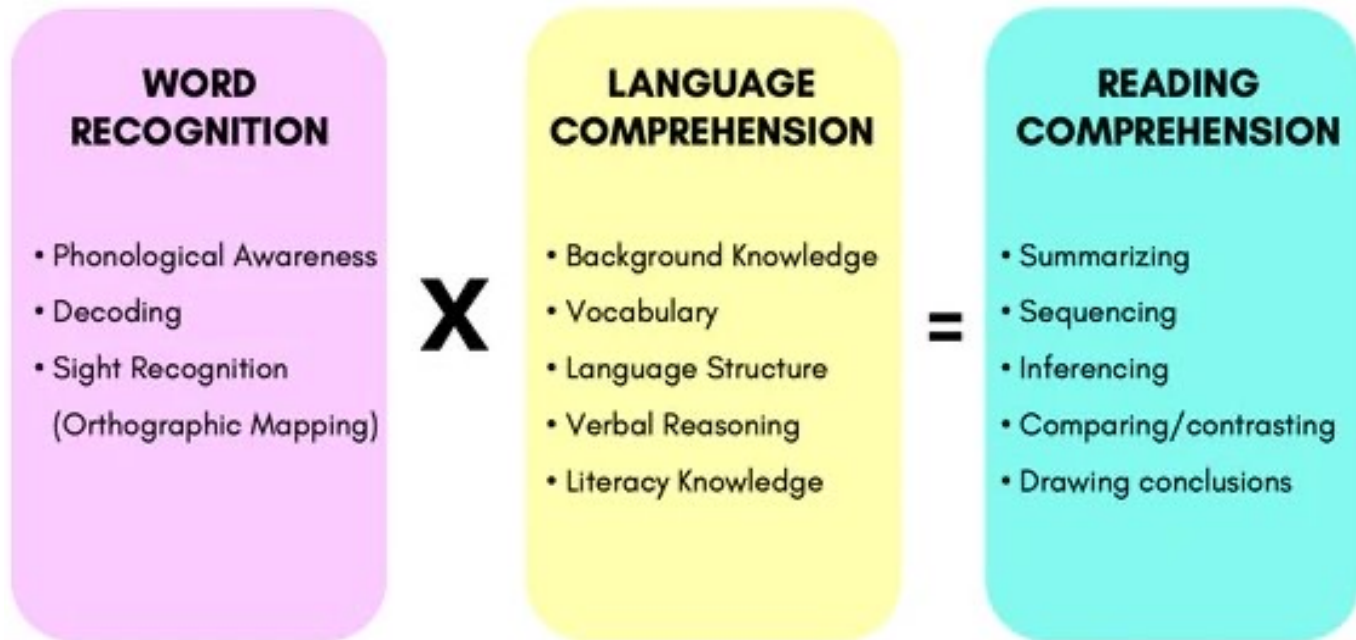 WORD
RECOGNITION
• Phonological Awareness
• Decoding
• Sight Recognition
(Orthographic Mapping)
X
LANGUAGE
COMPREHENSION
• Background Knowledge
• Vocabulary
• Language Structure
• Verbal Reasoning
• Literacy Knowledge
=
READING
COMPREHENSION
• Summarizing
• Sequencing
• Inferencing
• Comparing/contrasting
• Drawing conclusions